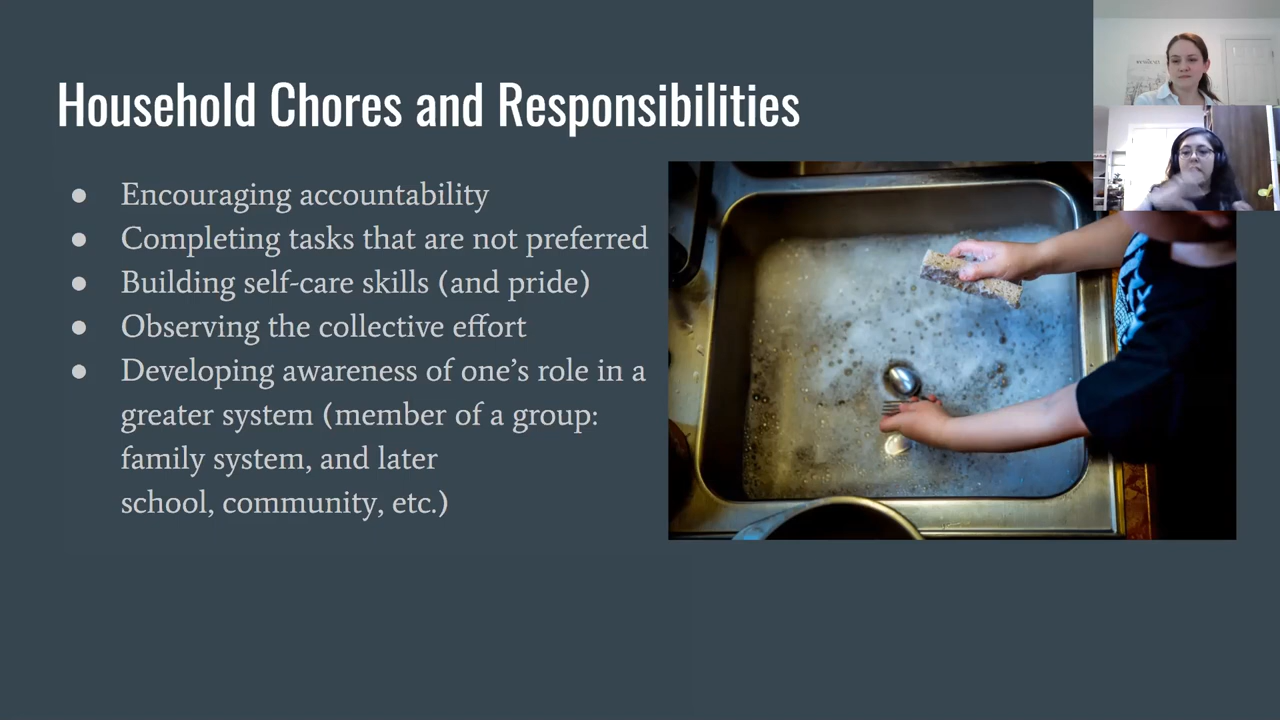 Household Chores and Responsibilities
● Encouraging accountability
● Completing tasks that are not preferred
● Building self-care skills (and pride)
● Observing the collective effort
● Developing awareness of one’s role in a
greater system (member of a group:
family system, and later
school, community, etc.)